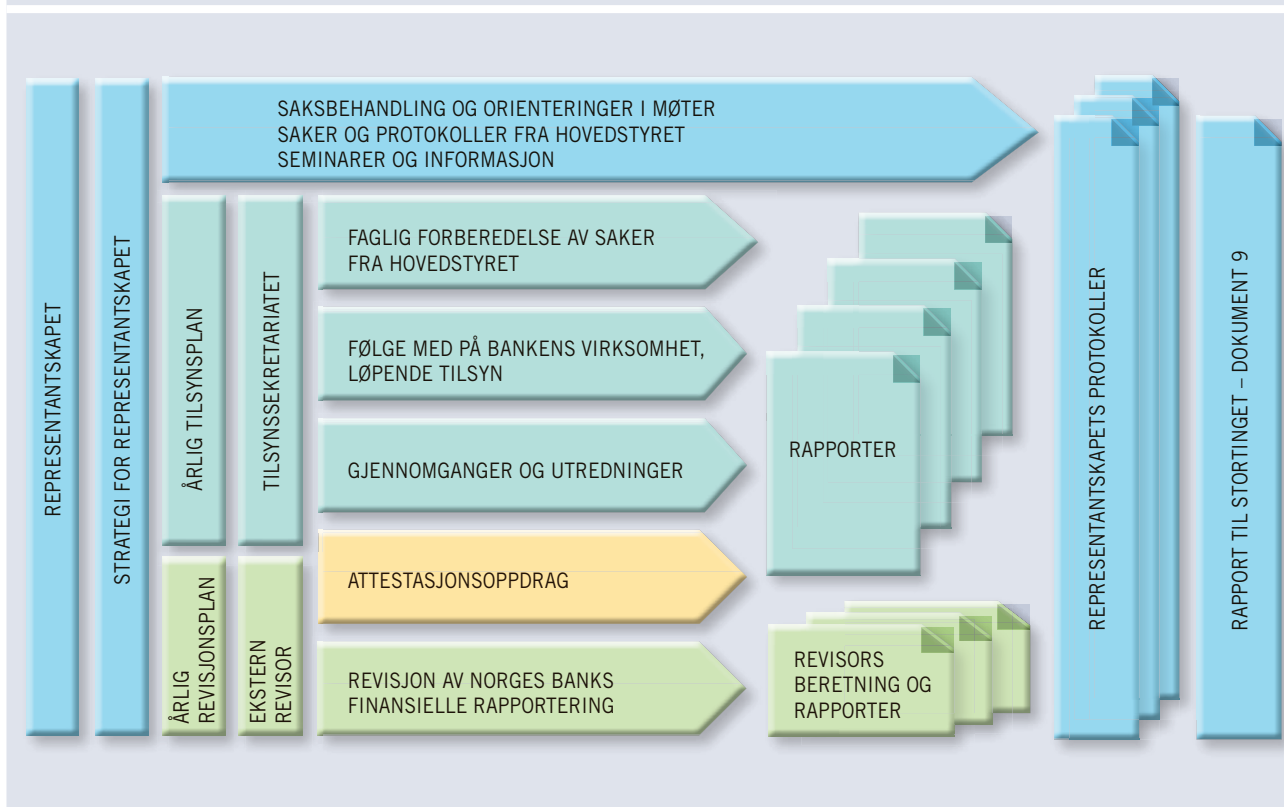 REPRESENTANTSKAPET
STRATEGI FOR REPRESENTANTSKAPET
SAKSBEHANDLING OG ORIENTERINGER I MØTER
SAKER OG PROTOKOLLER FRA HOVEDSTYRET
SEMINARER OG INFORMASJON
ÅRLIG TILSYNSPLAN
TILSYNSSEKRETARIATET
FAGLIG FORBEREDELSE AV SAKER
FRA HOVEDSTYRET
FØLGE MED PÅ BANKENS VIRKSOMHET,
LØPENDE TILSYN
GJENNOMGANGER OG UTREDNINGER
RAPPORTER
ÅRLIG
REVISJONSPLAN
EKSTERN
REVISOR
ATTESTASJONSOPPDRAG
REVISJON AV NORGES BANKS
FINANSIELLE RAPPORTERING
REVISORS
BERETNING OG
RAPPORTER
REPRESENTANTSKAPETS PROTOKOLLER
RAPPORT TIL STORTINGET – DOKUMENT 9